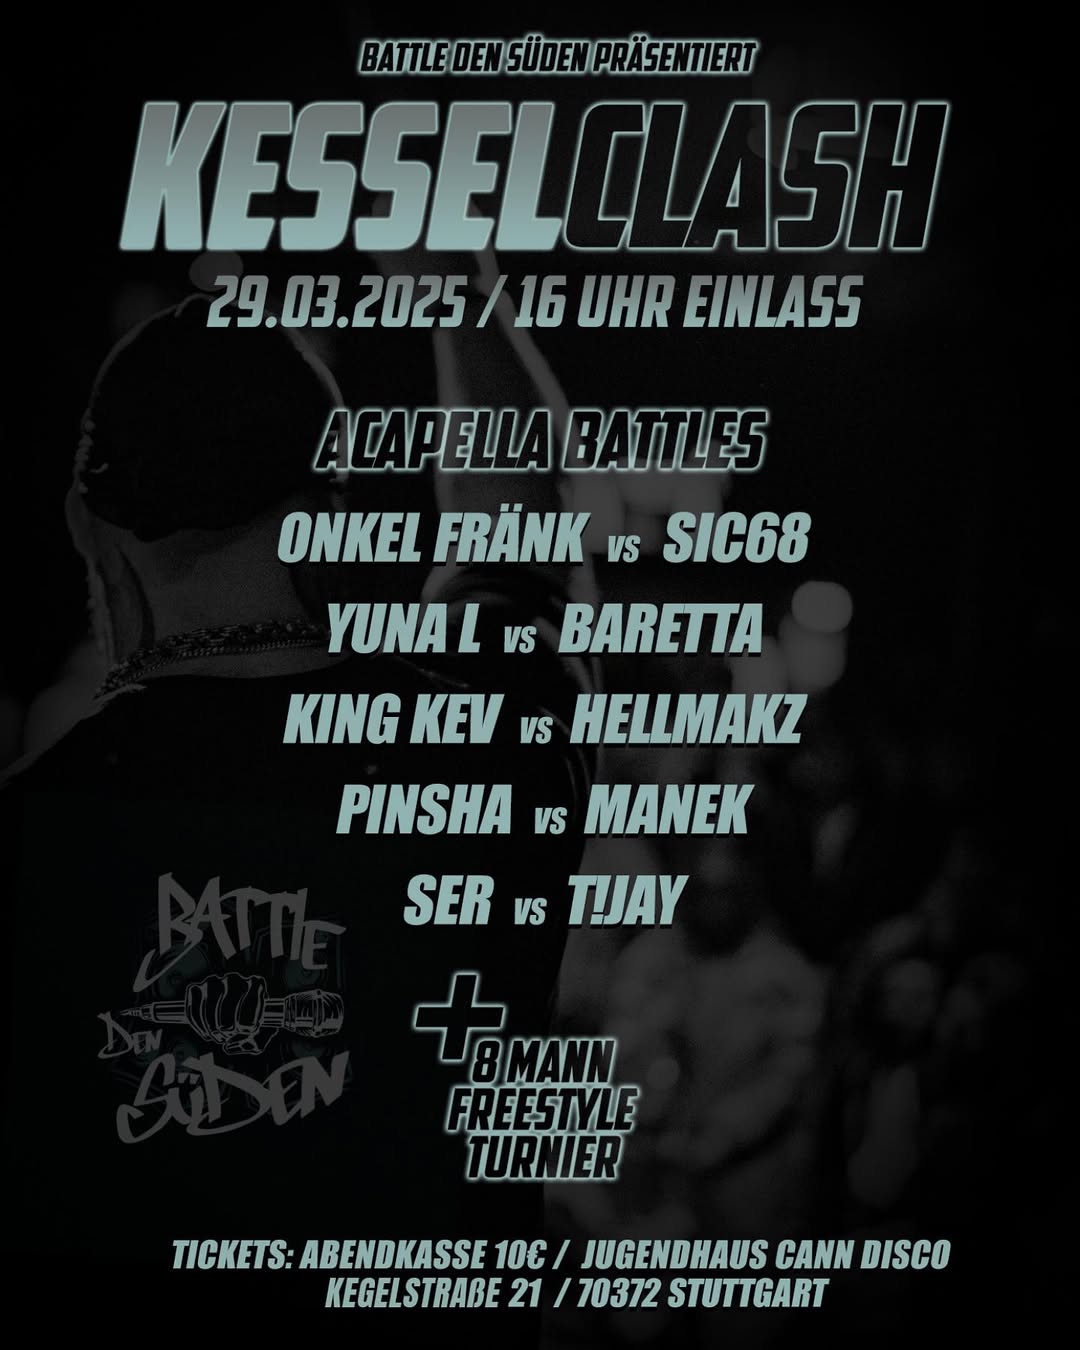 BATTLE DEN SÜDEN PRÄSENTIERT
KESSELCLASH
29.03.2025 / 16 UHR EINLASS
ACAPELLA BATTLES
ONKEL FRÄNK VS SIC68
YUNA L VS BARETTA
KING KEV VS HELLMAKZ
PINSHA VS MANEK
SER VS T!JAY
BATTLE
DEN
SÜDEN
+
8 MANN
FREESTYLE
TURNIER
TICKETS: ABENDKASSE 10€ / JUGENDHAUS CANN DISCO
KEGELSTRAßE 21 / 70372 STUTTGART